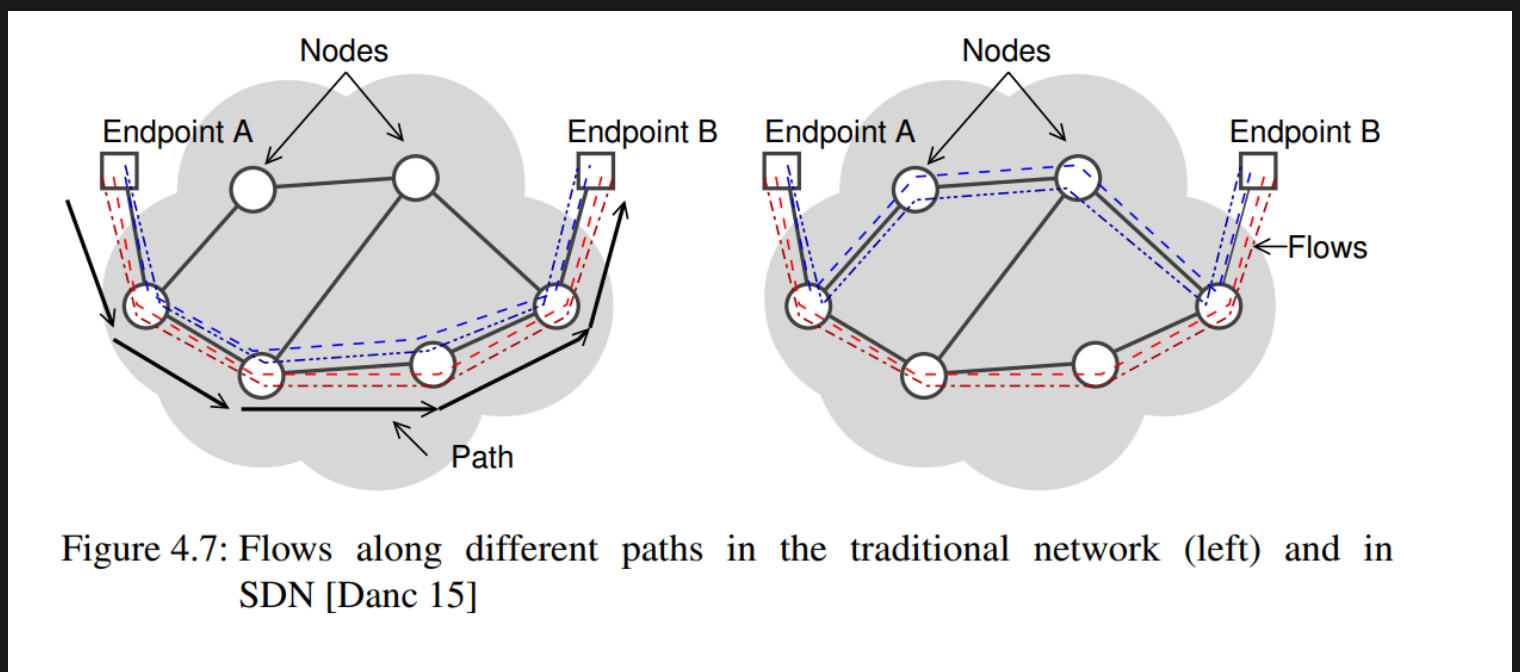 Nodes
Endpoint A
Endpoint B
Path
Nodes
Endpoint A
Endpoint B
Flows
Figure 4.7: Flows along different paths in the traditional network (left) and in
SDN [Danc 15]